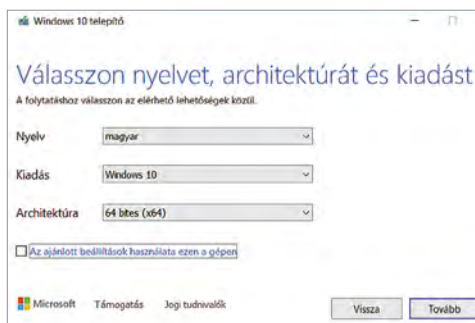 Windows 10 telepítő
Válasszon nyelvet, architektúrát és kiadást
A folytatáshoz válasszon az elérhető lehetőségek közül.
Nyelv magyar
Kiadás Windows 10
Architektúra 64 bites (x64)
Az ajánlott beállítások használata ezen a gépen
Microsoft Támogatás Jogi tudnivalók Vissza Tovább